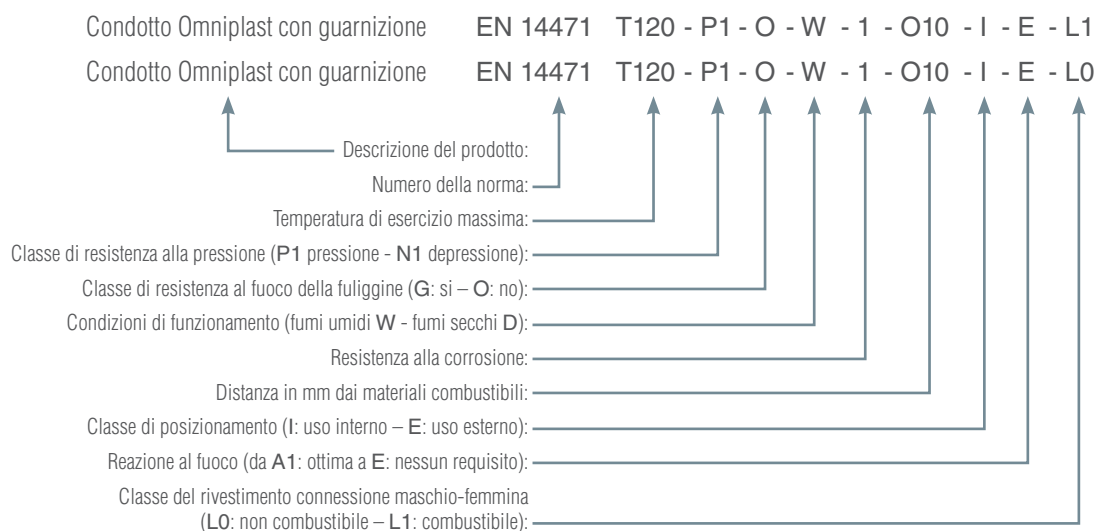 Condotto Omniplast con guarnizione EN 14471 T120 - P1 - O - W - 1 - O10 - I - E - L1
Condotto Omniplast con guarnizione EN 14471 T120 - P1 - O - W - 1 - O10 - I - E - L0
Descrizione del prodotto:
Numero della norma:
Temperatura di esercizio massima:
Classe di resistenza alla pressione (P1 pressione - N1 depressione):
Classe di resistenza al fuoco della fuliggine (G: si – O: no):
Condizioni di funzionamento (fumi umidi W - fumi secchi D):
Resistenza alla corrosione:
Distanza in mm dai materiali combustibili:
Classe di posizionamento (I: uso interno – E: uso esterno):
Reazione al fuoco (da A1: ottima a E: nessun requisito):
Classe del rivestimento connessione maschio-femmina
(L0: non combustibile – L1: combustibile):